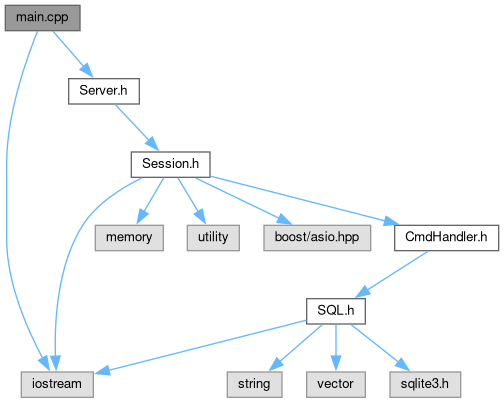 main.cpp
Server.h
Session.h
memory
utility
boost/asio.hpp
CmdHandler.h
SQL.h
iostream
string
vector
sqlite3.h